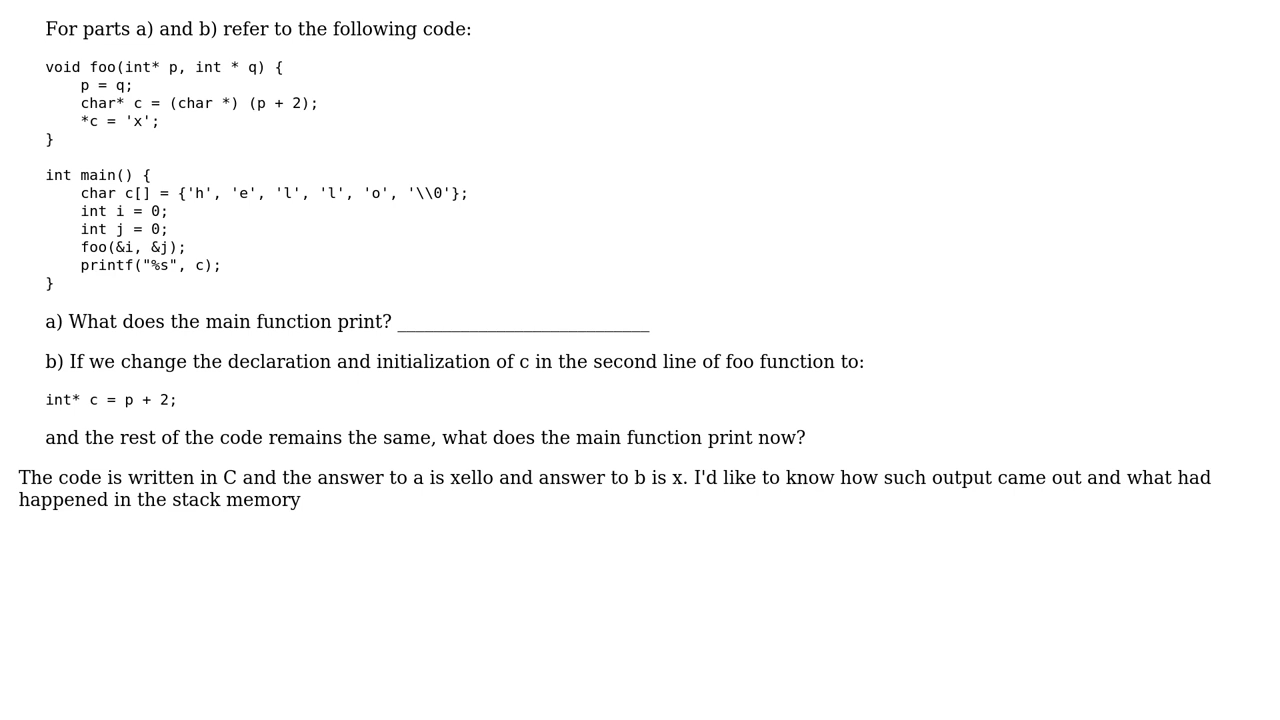 For parts a) and b) refer to the following code:
void foo(int* p, int * q) {
    p = q;
    char* c = (char *) (p + 2);
    *c = 'x';
}
int main() {
    char c[] = {'h', 'e', 'l', 'l', 'o', '\\0'};
    int i = 0;
    int j = 0;
    foo(&i, &j);
    printf("%s", c);
}
a) What does the main function print? ____________________________
b) If we change the declaration and initialization of c in the second line of foo function to:
int* c = p + 2;
and the rest of the code remains the same, what does the main function print now?
The code is written in C and the answer to a is xello and answer to b is x. I'd like to know how such output came out and what had
happened in the stack memory